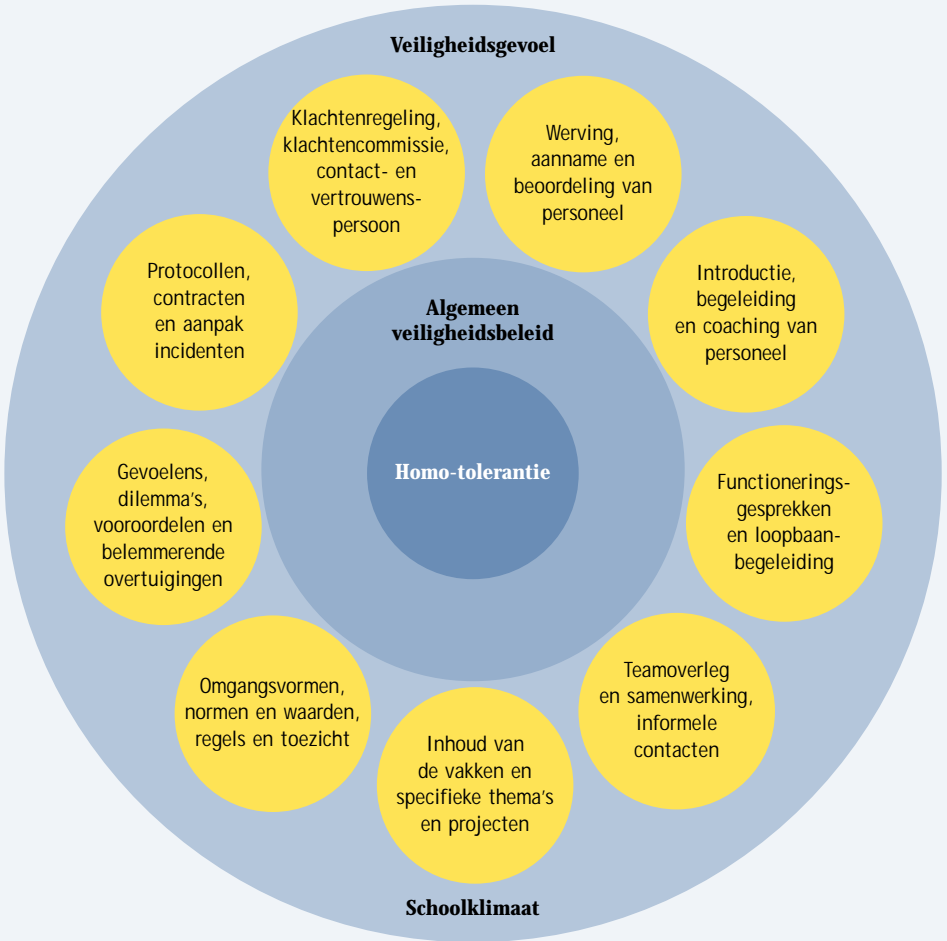 Veiligheidsgevoel
Klachtenregeling,
klachtencommissie,
contact- en
vertrouwens-
persoon
Werving,
aanname en
beoordeling van
personeel
Protocollen,
contracten
en aanpak
incidenten
Introductie,
begeleiding
en coaching van
personeel
Algemeen
veiligheidsbeleid
Homo-tolerantie
Gevoelens,
dilemma's,
vooroordelen en
belemmerende
overtuigingen
Functionerings-
gesprekken
en loopbaan-
begeleiding
Omgangsvormen,
normen en waarden,
regels en toezicht
Teamoverleg
en samenwerking,
informele
contacten
Inhoud van
de vakken en
specifieke thema's
en projecten
Schoolklimaat